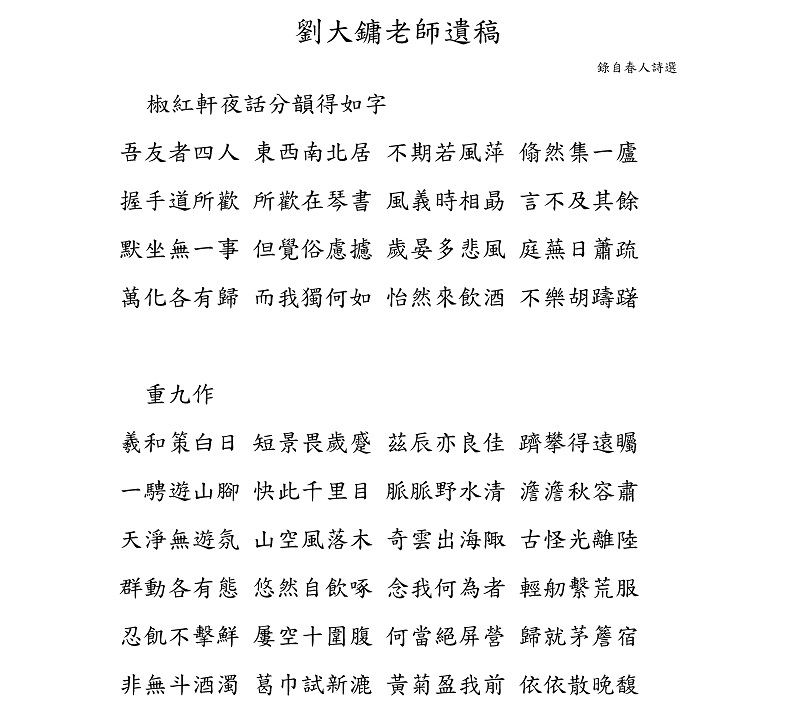 劉大鏞老師遺稿
錄自春人詩選
椒紅軒夜話分韻得如字
吾友者四人 東西南北居 不期若風萍 翛然集一廬
握手道所歡 所歡在琴書 風義時相勗 言不及其餘
默坐無一事 但覺俗慮攄 歲晏多悲風 庭蕪日蕭疏
萬化各有歸 而我獨何如 怡然來飲酒 不樂胡躊躇
重九作
羲和策白日 短景畏歲蹙 茲辰亦良佳 躋攀得遠矚
一騁遊山腳 快此千里目 脈脈野水清 澹澹秋容肅
天淨無遊氛 山空風落木 奇雲出海陬 古怪光離陸
群動各有態 悠然自飲啄 念我何為者 輕舠繫荒服
忍飢不擊鮮 屢空十圍腹 何當絕屏營 歸就茅簷宿
非無斗酒濁 葛巾試新漉 黃菊盈我前 依依散晚馥